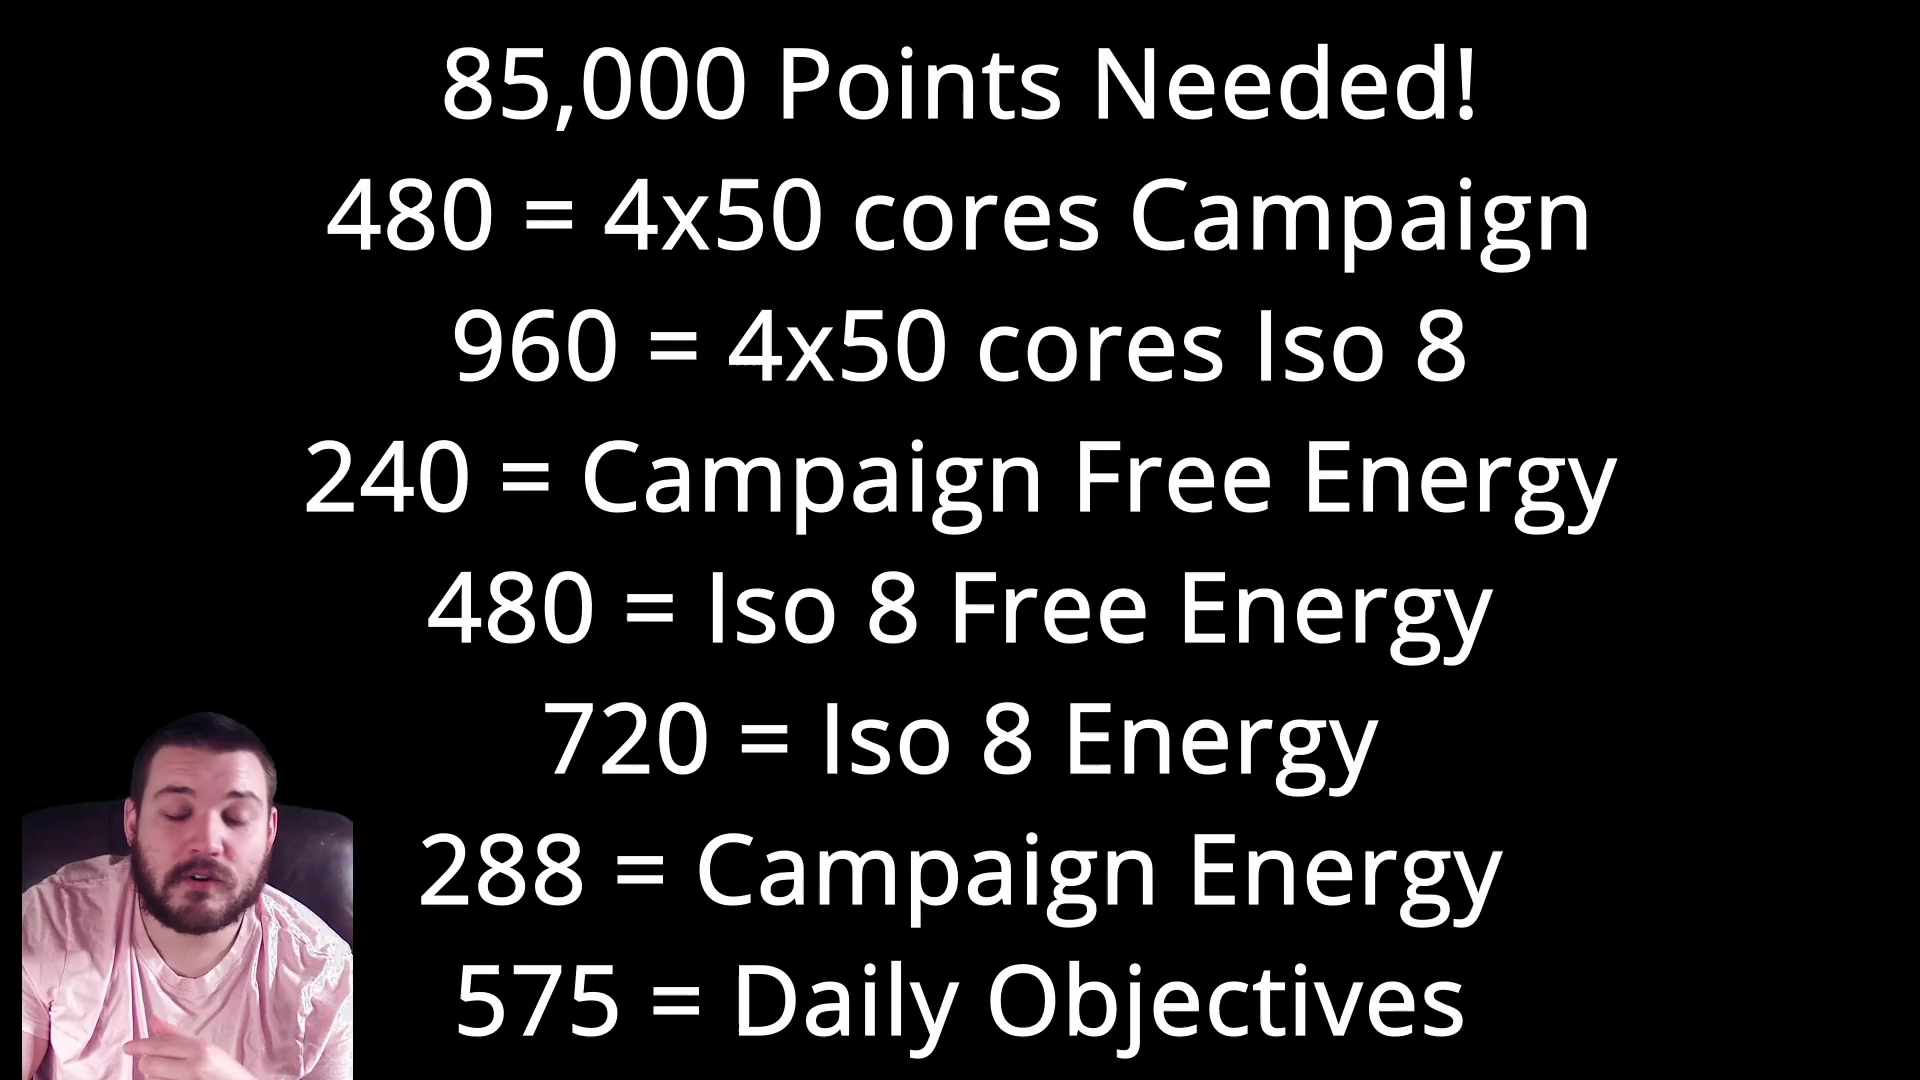 85,000 Points Needed!
480 = 4x50 cores Campaign
960 = 4x50 cores Iso 8
240 = Campaign Free Energy
480 = Iso 8 Free Energy
720 = Iso 8 Energy
288 = Campaign Energy
575 = Daily Objectives